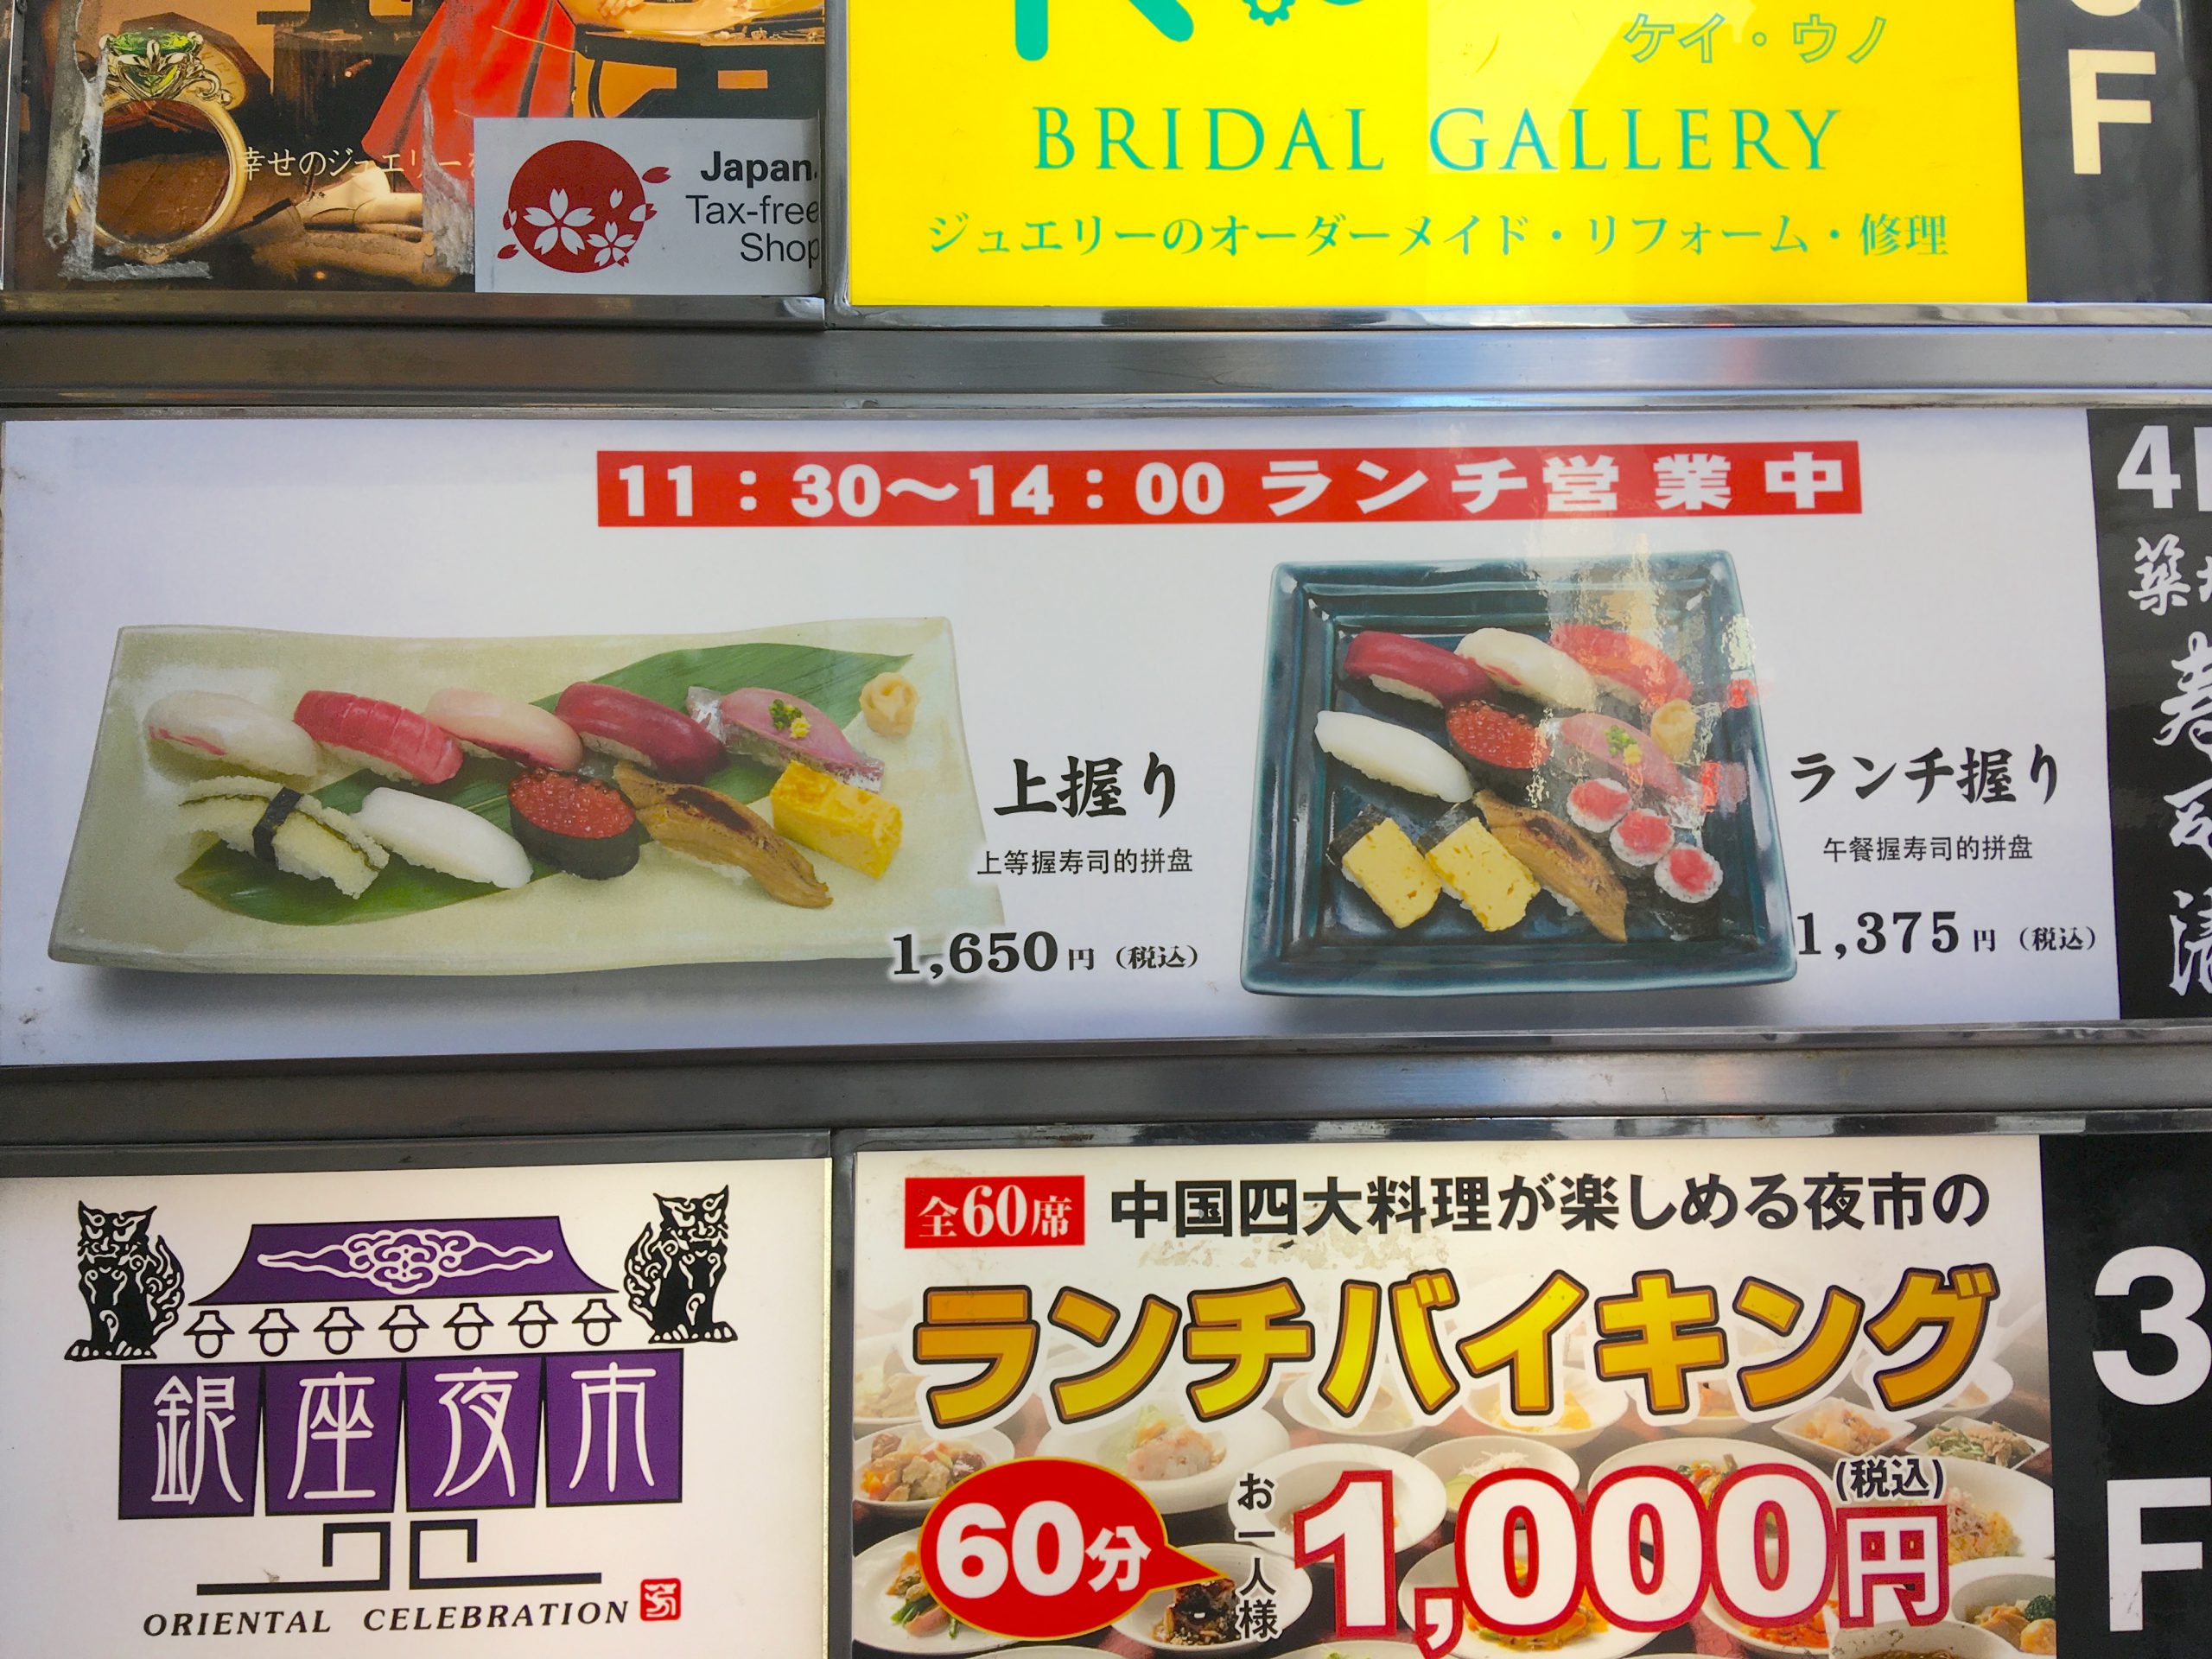 幸せのジュエリーを
Japan.
Tax-free
Shop
ケイ・ウノ
BRIDAL GALLERY
ジュエリーのオーダーメイド・リフォーム・修理
F
11：30～14：00 ランチ営業中
上握り
上等握寿司的拼盘
1,650円（税込）
ランチ握り
午餐握寿司的拼盘
1,375円（税込）
4F
築
寿
司
清
銀座夜市
ORIENTAL CELEBRATION
全60席
中国四大料理が楽しめる夜市の
ランチバイキング
60分
お一人様
1,000円
(税込)
3
F